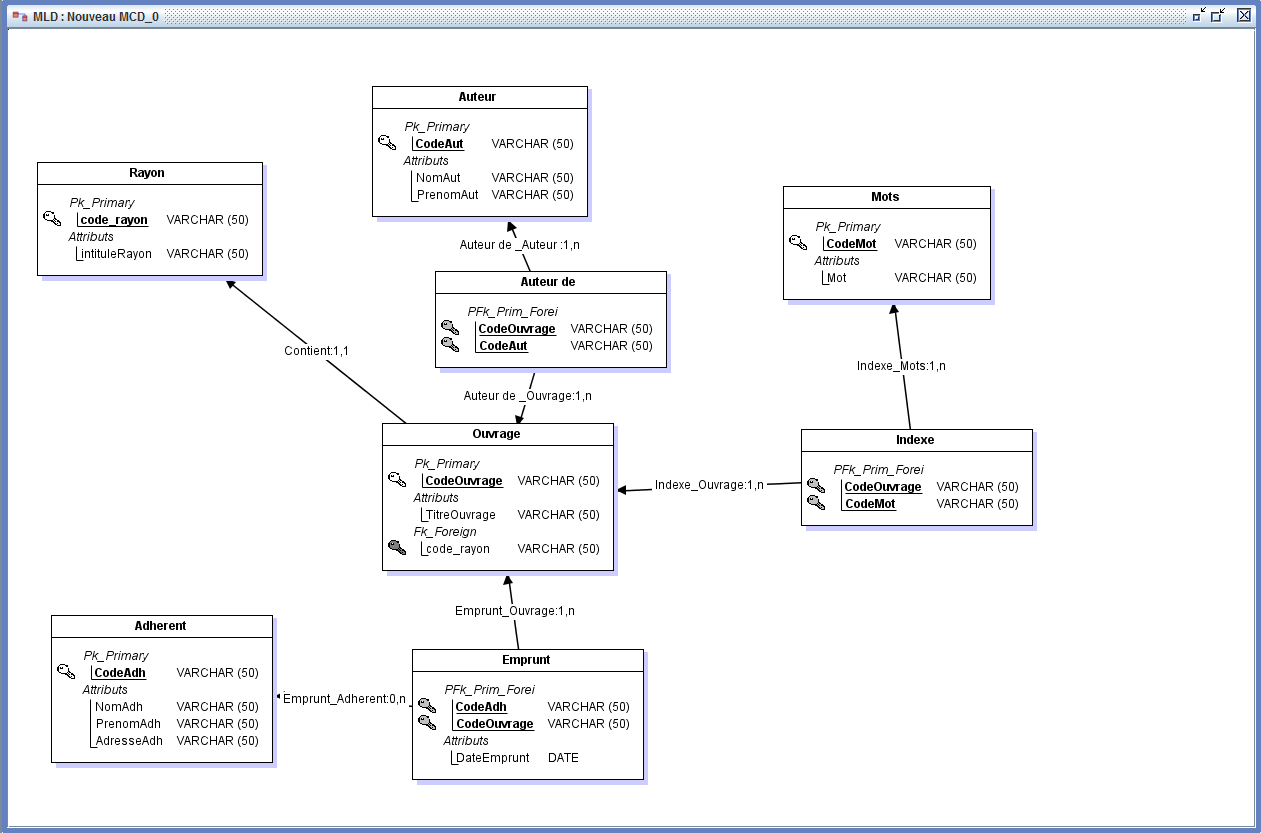 MLD : Nouveau MCD_0
Auteur
Pk_Primary
CodeAut VARCHAR (50)
Attributs
NomAut VARCHAR (50)
PrenomAut VARCHAR (50)
Rayon
Pk_Primary
code_rayon VARCHAR (50)
Attributs
intituleRayon VARCHAR (50)
Mots
Pk_Primary
CodeMot VARCHAR (50)
Attributs
Mot VARCHAR (50)
Auteur de _Auteur :1,n
Auteur de
PFk_Prim_Forei
CodeOuvrage VARCHAR (50)
CodeAut VARCHAR (50)
Contient:1,1
Indexe_Mots:1,n
Auteur de _Ouvrage:1,n
Ouvrage
Pk_Primary
CodeOuvrage VARCHAR (50)
Attributs
TitreOuvrage VARCHAR (50)
Fk_Foreign
code_rayon VARCHAR (50)
Indexe_Ouvrage:1,n
Indexe
PFk_Prim_Forei
CodeOuvrage VARCHAR (50)
CodeMot VARCHAR (50)
Emprunt_Ouvrage:1,n
Adherent
Pk_Primary
CodeAdh VARCHAR (50)
Attributs
NomAdh VARCHAR (50)
PrenomAdh VARCHAR (50)
AdresseAdh VARCHAR (50)
Emprunt_Adherent:0,n
Emprunt
PFk_Prim_Forei
CodeAdh VARCHAR (50)
CodeOuvrage VARCHAR (50)
Attributs
DateEmprunt DATE